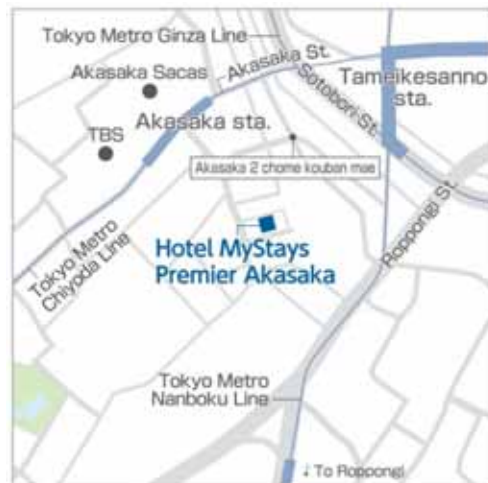 Tokyo Metro Ginza Line
Akasaka St.
Akasaka Sacas
Sotobori St.
Tameikesanno
sta.
Akasaka sta.
TBS
Akasaka 2 chome kouban mae
Roppongi St.
Hotel MyStays
Premier Akasaka
Tokyo Metro
Chiyoda Line
Tokyo Metro
Nanboku Line
↓ To Roppongi